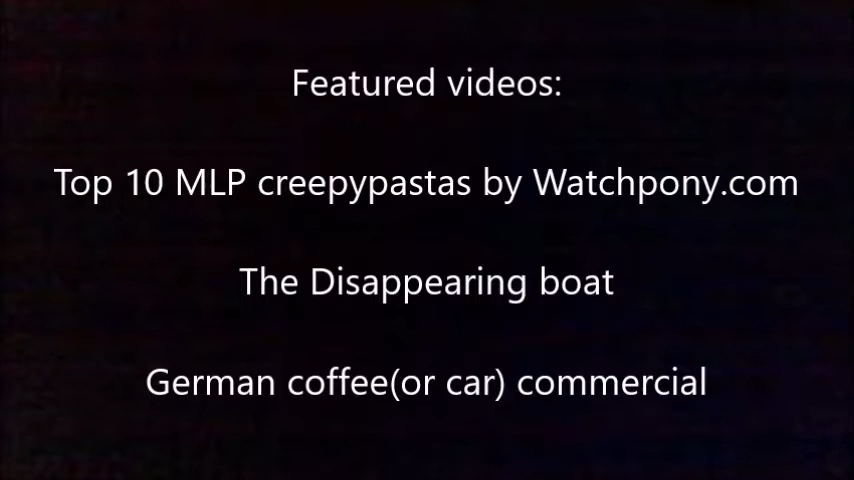 Featured videos:
Top 10 MLP creepypastas by Watchpony.com
The Disappearing boat
German coffee(or car) commercial